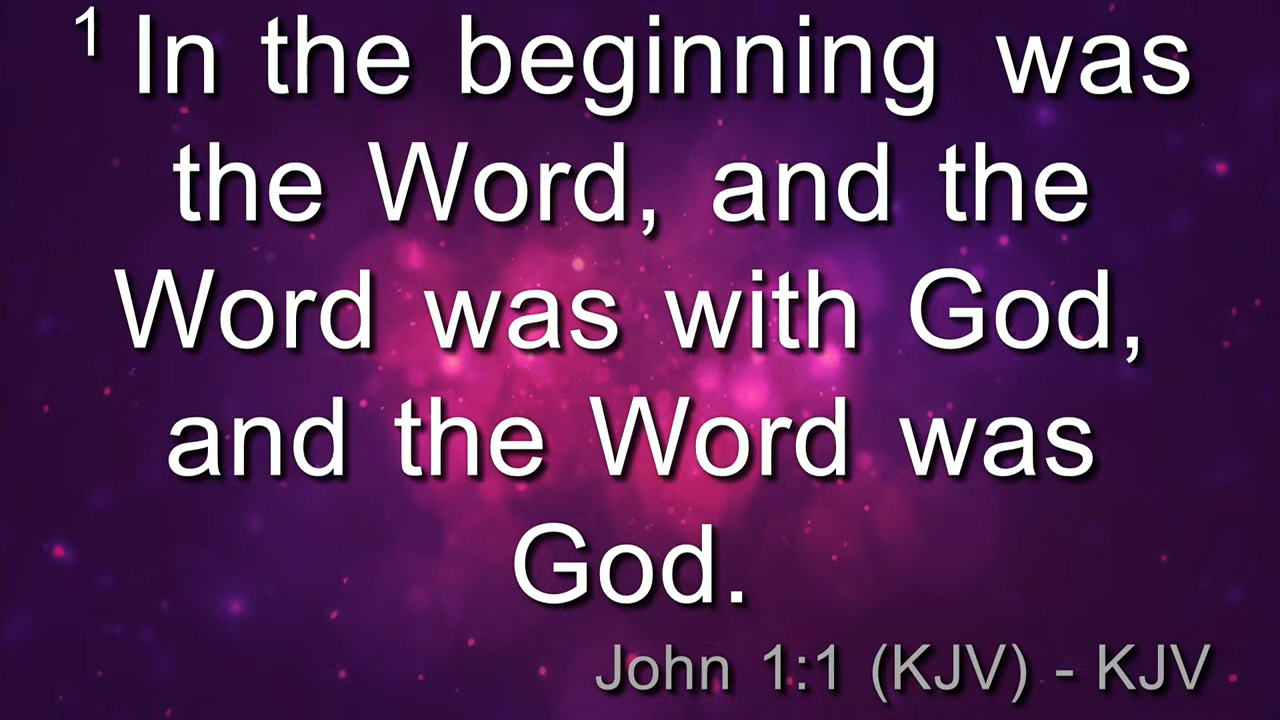 1 In the beginning was
the Word, and the
Word was with God,
and the Word was
God.
John 1:1 (KJV) - KJV